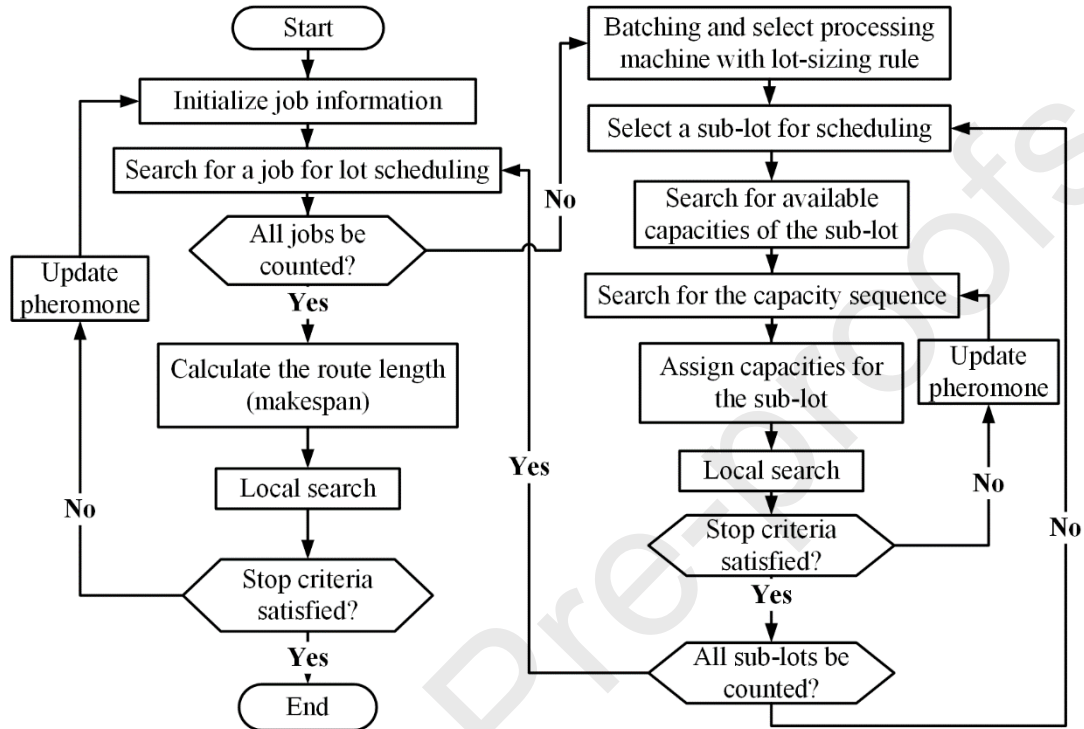 Start
Initialize job information
Search for a job for lot scheduling
All jobs be
counted?
No
Yes
Update
pheromone
Calculate the route length
(makespan)
Local search
No
Stop criteria
satisfied?
Yes
End
Batching and select processing
machine with lot-sizing rule
Select a sub-lot for scheduling
Search for available
capacities of the sub-lot
Search for the capacity sequence
Assign capacities for
the sub-lot
Update
pheromone
Local search
No
Stop criteria
satisfied?
Yes
All sub-lots be
counted?
Yes
No
Pre-proofs